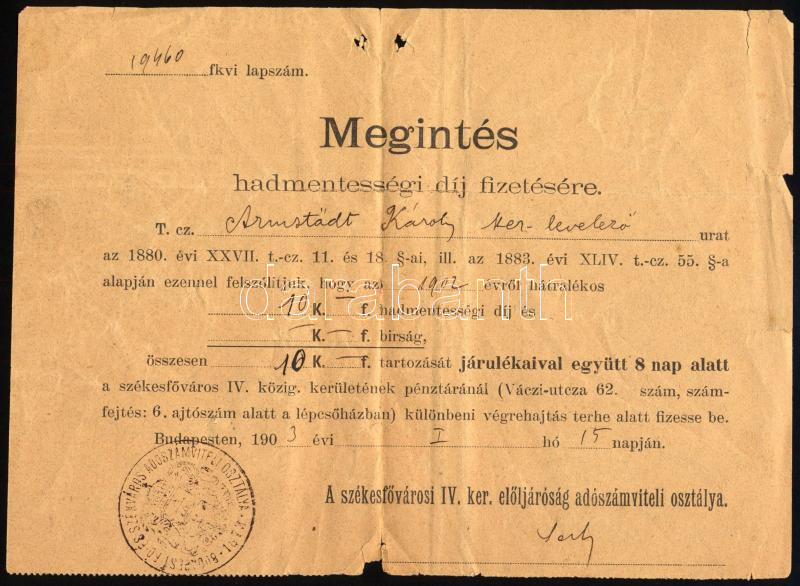 19460 fkvi lapszám.
Megintés
hadmentességi díj fizetésére.
T. cz. Armstädt Károly ker. levelező urat
az 1880. évi XXVII. t.-cz. 11. és 18. §-ai, ill. az 1883. évi XLIV. t.-cz. 55. §-a
alapján ezennel felszólítjuk, hogy az 1902 évről hátralékos
10 K. — f. hadmentességi díj és
— K. — f. birság,
összesen 10 K. — f. tartozását járulékaival együtt 8 nap alatt
a székesfőváros IV. közig. kerületének pénztáránál (Váczi-utcza 62. szám, szám-
fejtés: 6. ajtószám alatt a lépcsőházban) különbeni végrehajtás terhe alatt fizesse be.
Budapesten, 1903 évi I hó 15 napján.
A székesfővárosi IV. ker. előljáróság adószámviteli osztálya.
darabanth